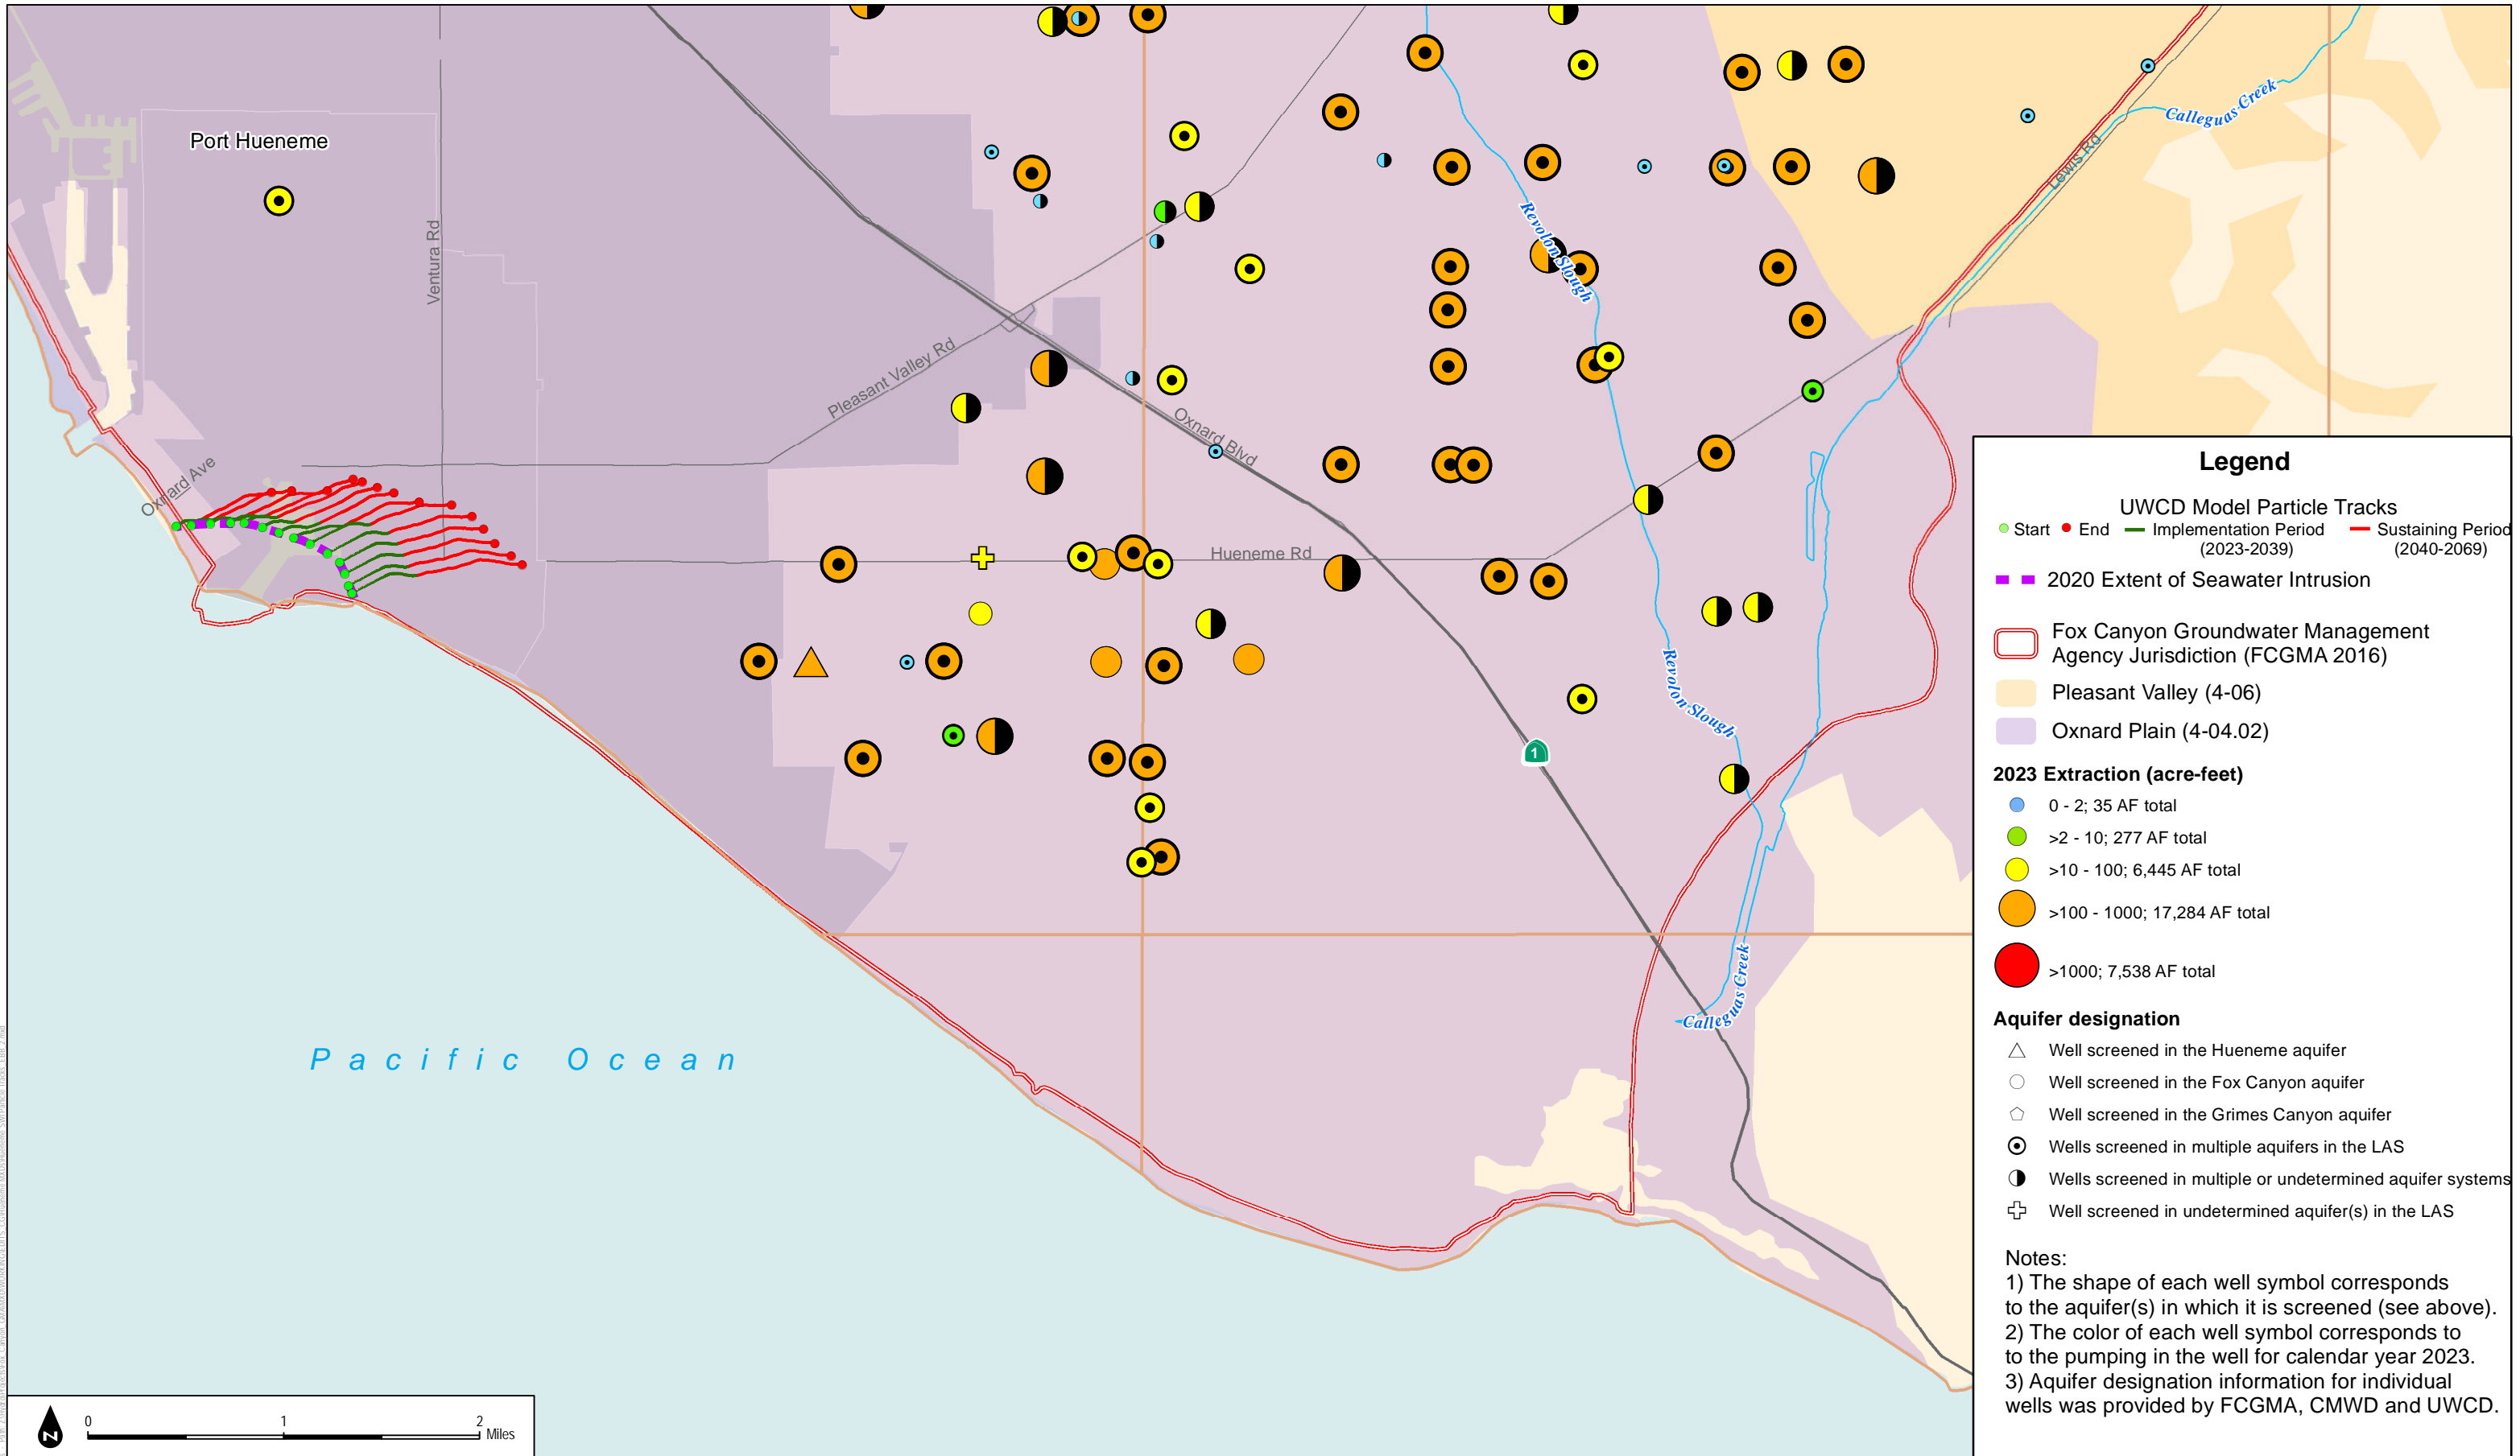 Port Hueneme
Ventura Rd
Oxnard Ave
Pleasant Valley Rd
Oxnard Blvd
Hueneme Rd
Revolon Slough
Calleguas Creek
Lewis Rd
Revolon Slough
1
Calleguas Creek
Pacific Ocean
0 1 2
Miles
N
Legend
UWCD Model Particle Tracks
Start End Implementation Period Sustaining Period
(2023-2039) (2040-2069)
2020 Extent of Seawater Intrusion
Fox Canyon Groundwater Management
Agency Jurisdiction (FCGMA 2016)
Pleasant Valley (4-06)
Oxnard Plain (4-04.02)
2023 Extraction (acre-feet)
0 - 2; 35 AF total
>2 - 10; 277 AF total
>10 - 100; 6,445 AF total
>100 - 1000; 17,284 AF total
>1000; 7,538 AF total
Aquifer designation
Well screened in the Hueneme aquifer
Well screened in the Fox Canyon aquifer
Well screened in the Grimes Canyon aquifer
Wells screened in multiple aquifers in the LAS
Wells screened in multiple or undetermined aquifer systems
Well screened in undetermined aquifer(s) in the LAS
Notes:
1) The shape of each well symbol corresponds
to the aquifer(s) in which it is screened (see above).
2) The color of each well symbol corresponds to
to the pumping in the well for calendar year 2023.
3) Aquifer designation information for individual
wells was provided by FCGMA, CMWD and UWCD.